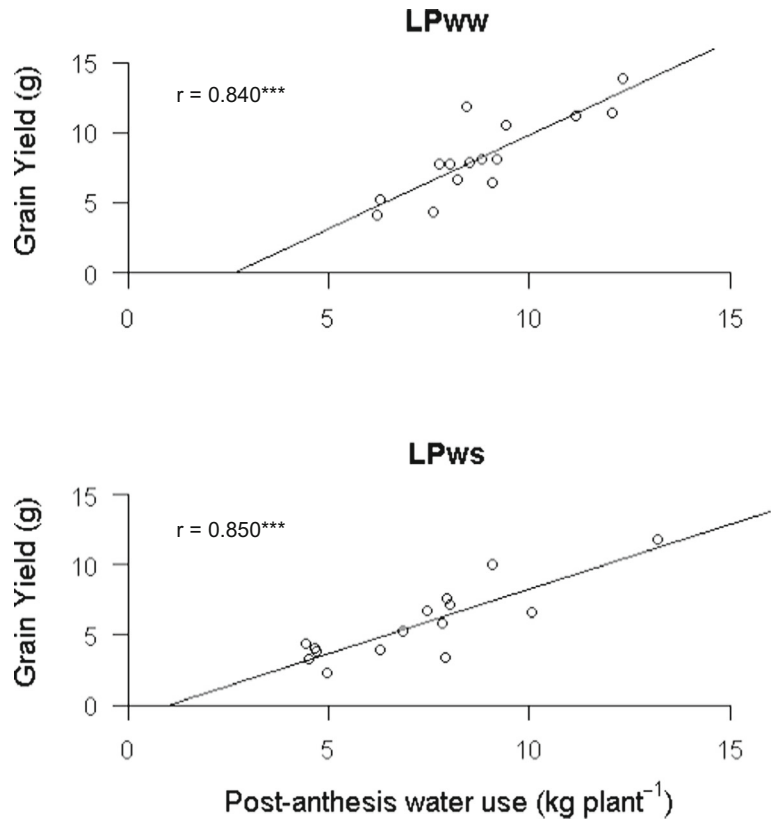 LPww
Grain Yield (g)
15
10
5
0
r = 0.840***
0 5 10 15
LPws
Grain Yield (g)
15
10
5
0
r = 0.850***
0 5 10 15
Post-anthesis water use (kg plant⁻¹)